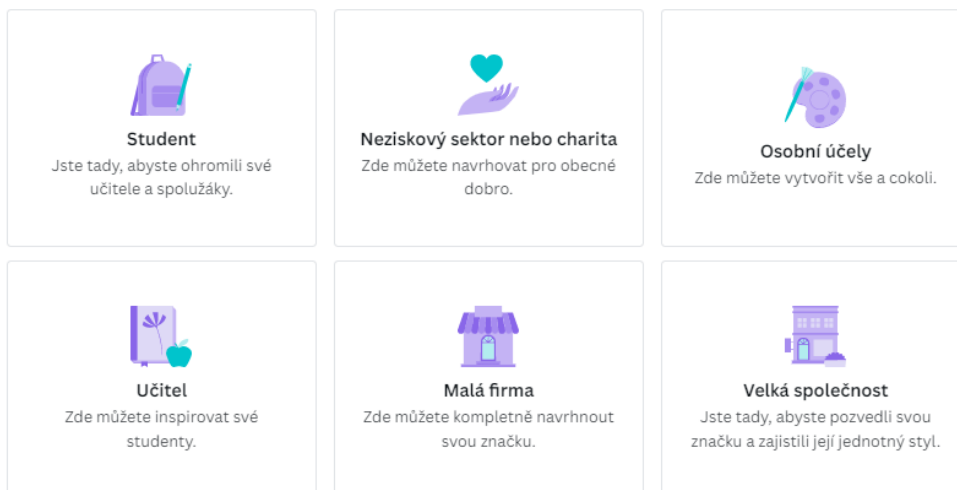 Student
Jste tady, abyste ohromili své
učitele a spolužáky.
Neziskový sektor nebo charita
Zde můžete navrhovat pro obecné
dobro.
Osobní účely
Zde můžete vytvořit vše a cokoli.
Učitel
Zde můžete inspirovat své
studenty.
Malá firma
Zde můžete kompletně navrhnout
svou značku.
Velká společnost
Jste tady, abyste pozvedli svou
značku a zajistili její jednotný styl.